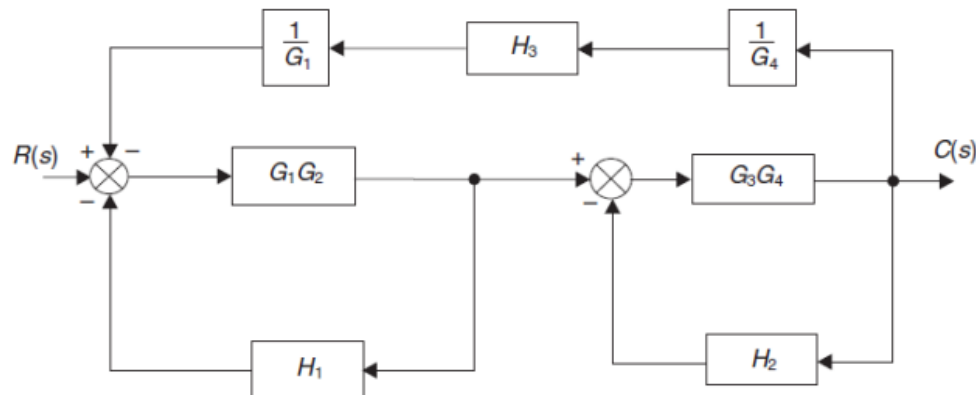 1/G₁
H₃
1/G₄
R(s)
+
−
−
G₁G₂
+
−
G₃G₄
C(s)
H₁
H₂